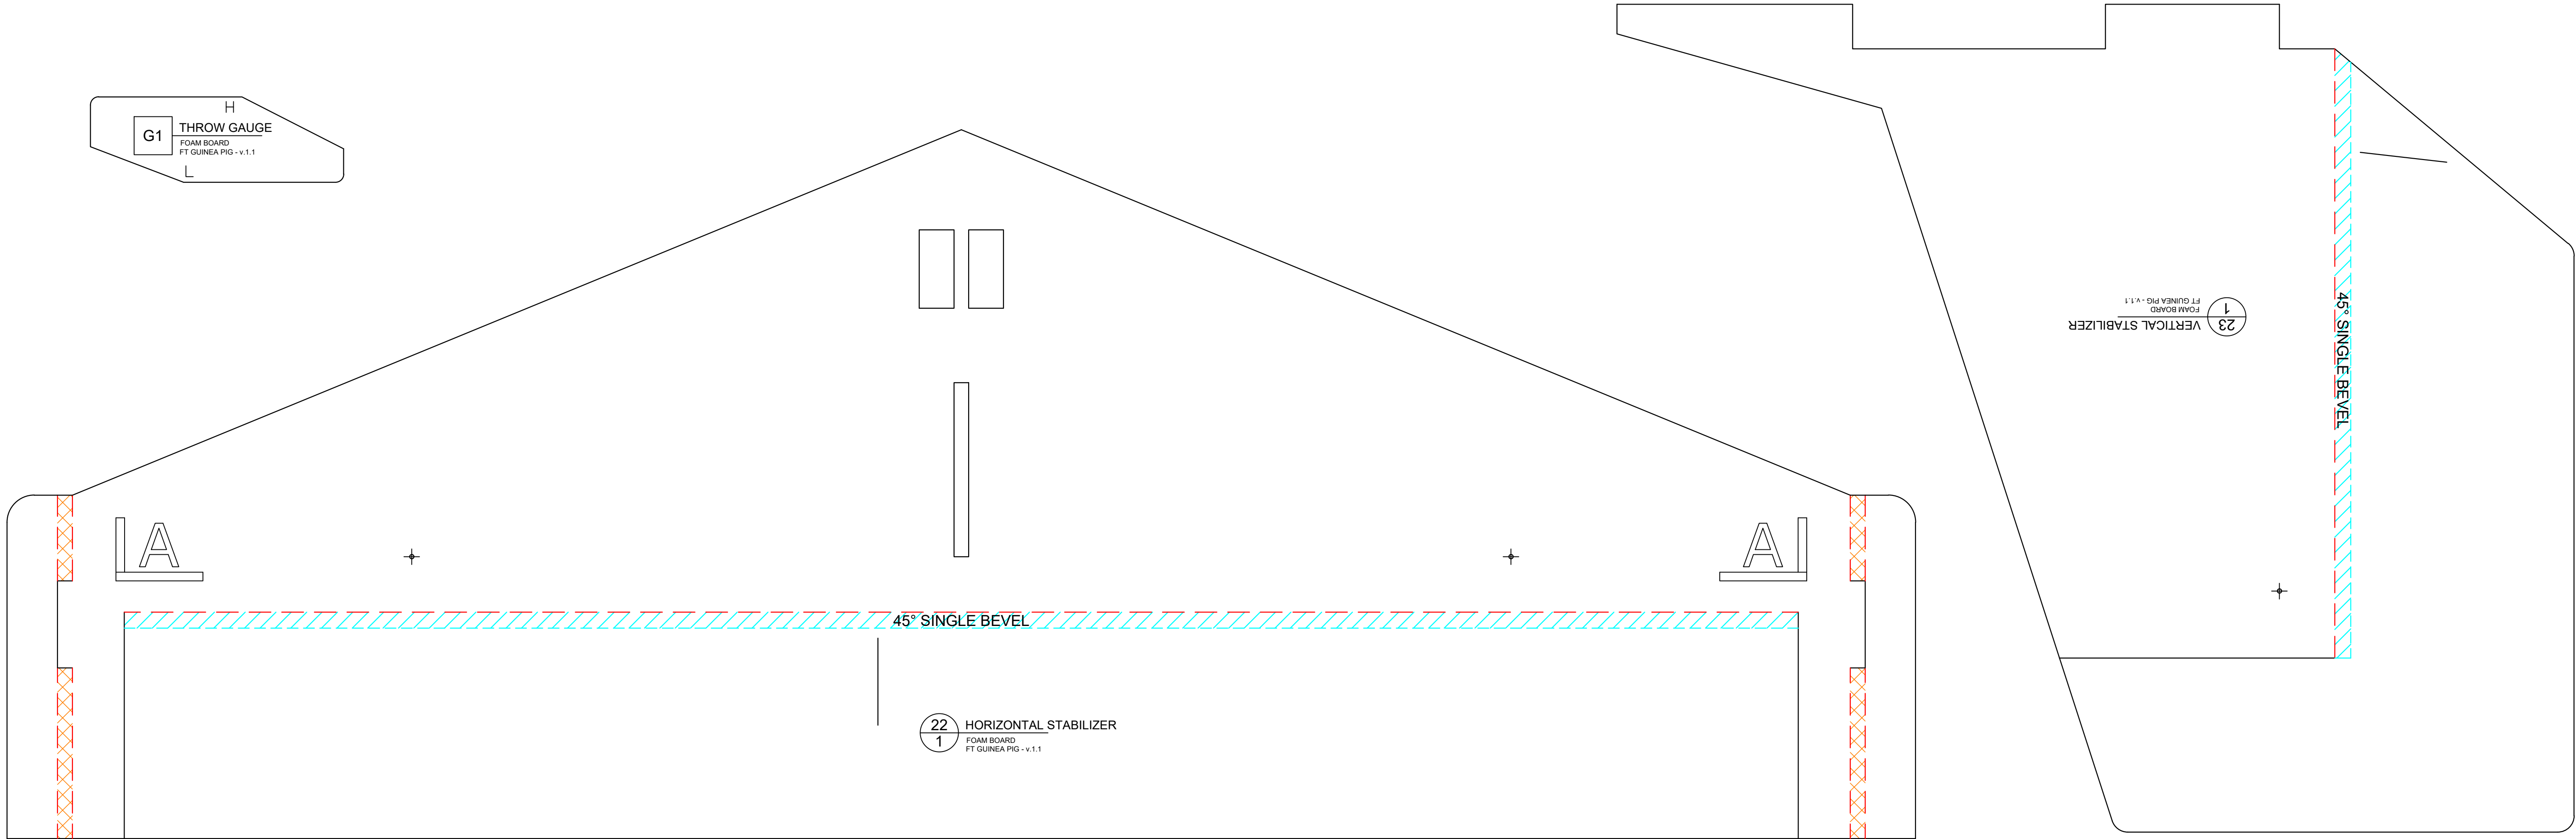 H
G1
THROW GAUGE
FOAM BOARD
FT GUINEA PIG - v.1.1
L
A
A
45° SINGLE BEVEL
22
1
HORIZONTAL STABILIZER
FOAM BOARD
FT GUINEA PIG - v.1.1
23
1
VERTICAL STABILIZER
FOAM BOARD
FT GUINEA PIG - v.1.1
45° SINGLE BEVEL